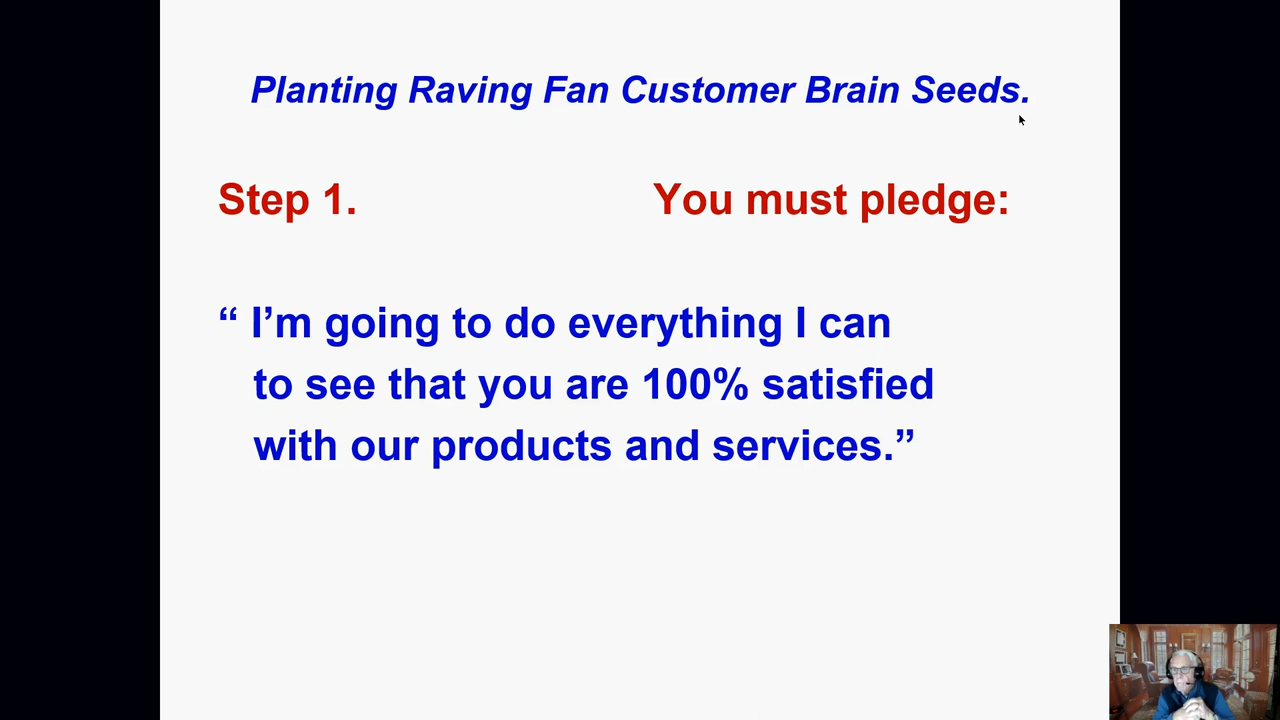 Planting Raving Fan Customer Brain Seeds.
Step 1. You must pledge:
“ I’m going to do everything I can
to see that you are 100% satisfied
with our products and services.”